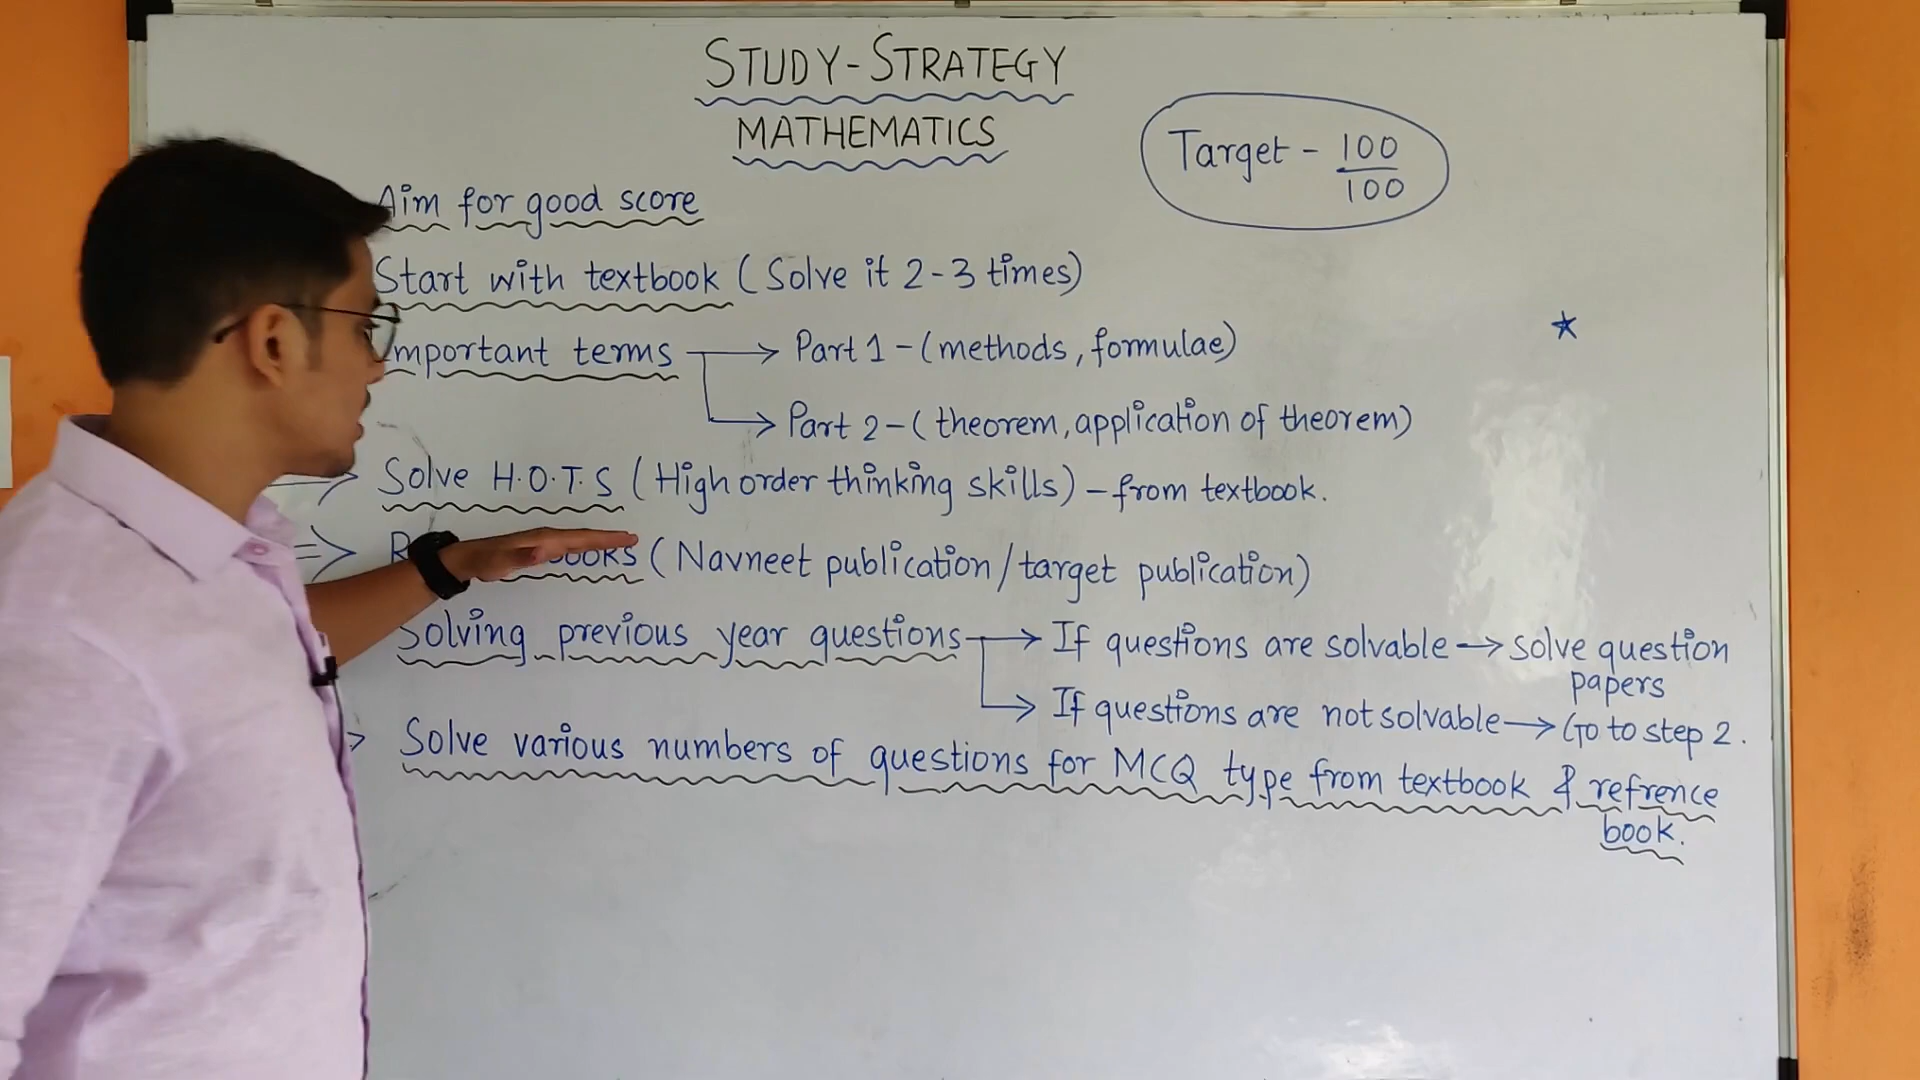 STUDY-STRATEGY
MATHEMATICS
Target - 100/100
Aim for good score
Start with textbook (Solve it 2-3 times)
Important terms → Part 1 - (methods, formulae)
→ Part 2 - (theorem, application of theorem)
Solve H.O.T.S (High order thinking skills) - from textbook.
⇒ (Navneet publication / target publication)
Solving previous year questions → If questions are solvable → solve question papers
→ If questions are not solvable → Go to step 2.
Solve various numbers of questions for MCQ type from textbook & refrence
book.